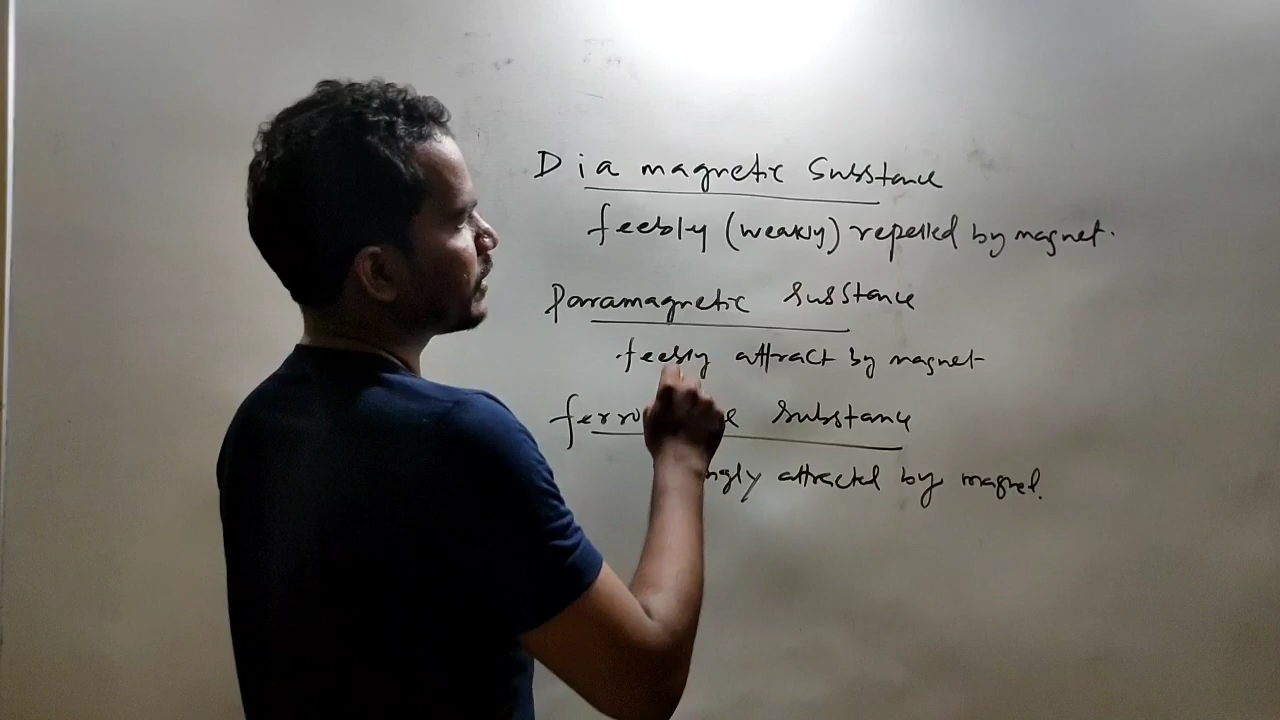 Dia magnetic Substance
feebly (weakly) repelled by magnet.
Paramagnetic Substance
feebly attract by magnet
Substance
attracted by magnet.